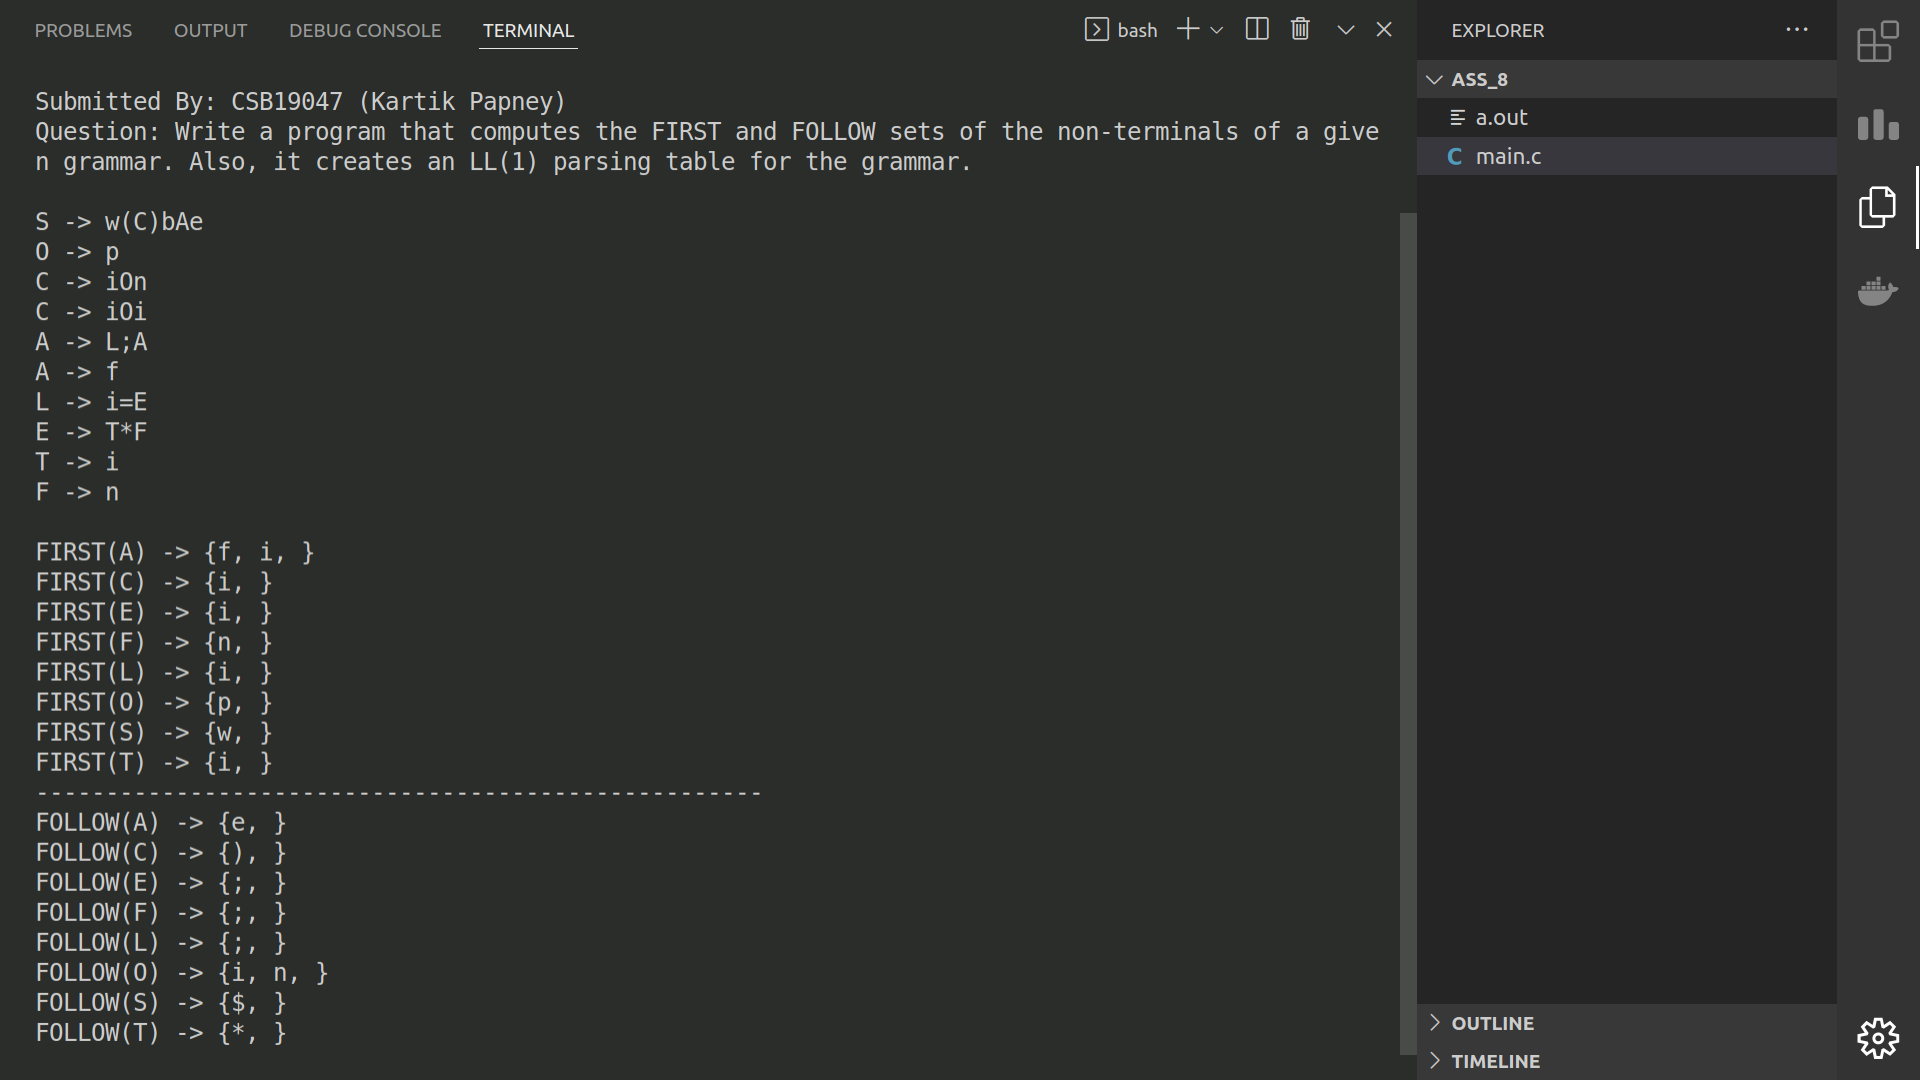 PROBLEMS OUTPUT DEBUG CONSOLE TERMINAL bash
Submitted By: CSB19047 (Kartik Papney)
Question: Write a program that computes the FIRST and FOLLOW sets of the non-terminals of a give
n grammar. Also, it creates an LL(1) parsing table for the grammar.
S -> w(C)bAe
O -> p
C -> iOn
C -> iOi
A -> L;A
A -> f
L -> i=E
E -> T*F
T -> i
F -> n
FIRST(A) -> {f, i, }
FIRST(C) -> {i, }
FIRST(E) -> {i, }
FIRST(F) -> {n, }
FIRST(L) -> {i, }
FIRST(O) -> {p, }
FIRST(S) -> {w, }
FIRST(T) -> {i, }
----------------------------------------------------
FOLLOW(A) -> {e, }
FOLLOW(C) -> {), }
FOLLOW(E) -> {;, }
FOLLOW(F) -> {;, }
FOLLOW(L) -> {;, }
FOLLOW(O) -> {i, n, }
FOLLOW(S) -> {$, }
FOLLOW(T) -> {*, }
EXPLORER
ASS_8
a.out
C main.c
OUTLINE
TIMELINE